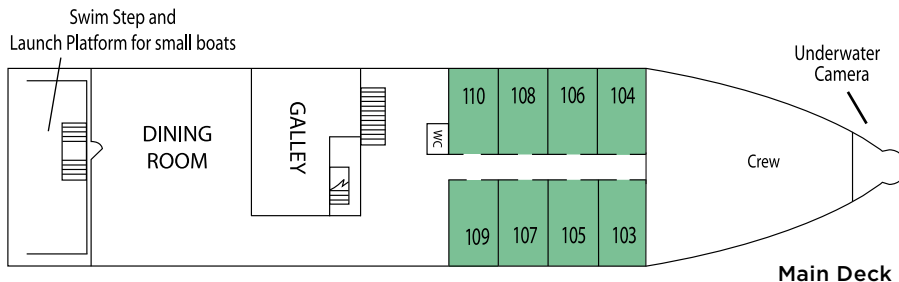 Swim Step and
Launch Platform for small boats
Underwater
Camera
DINING
ROOM
GALLEY
WC
110
108
106
104
Crew
109
107
105
103
Main Deck